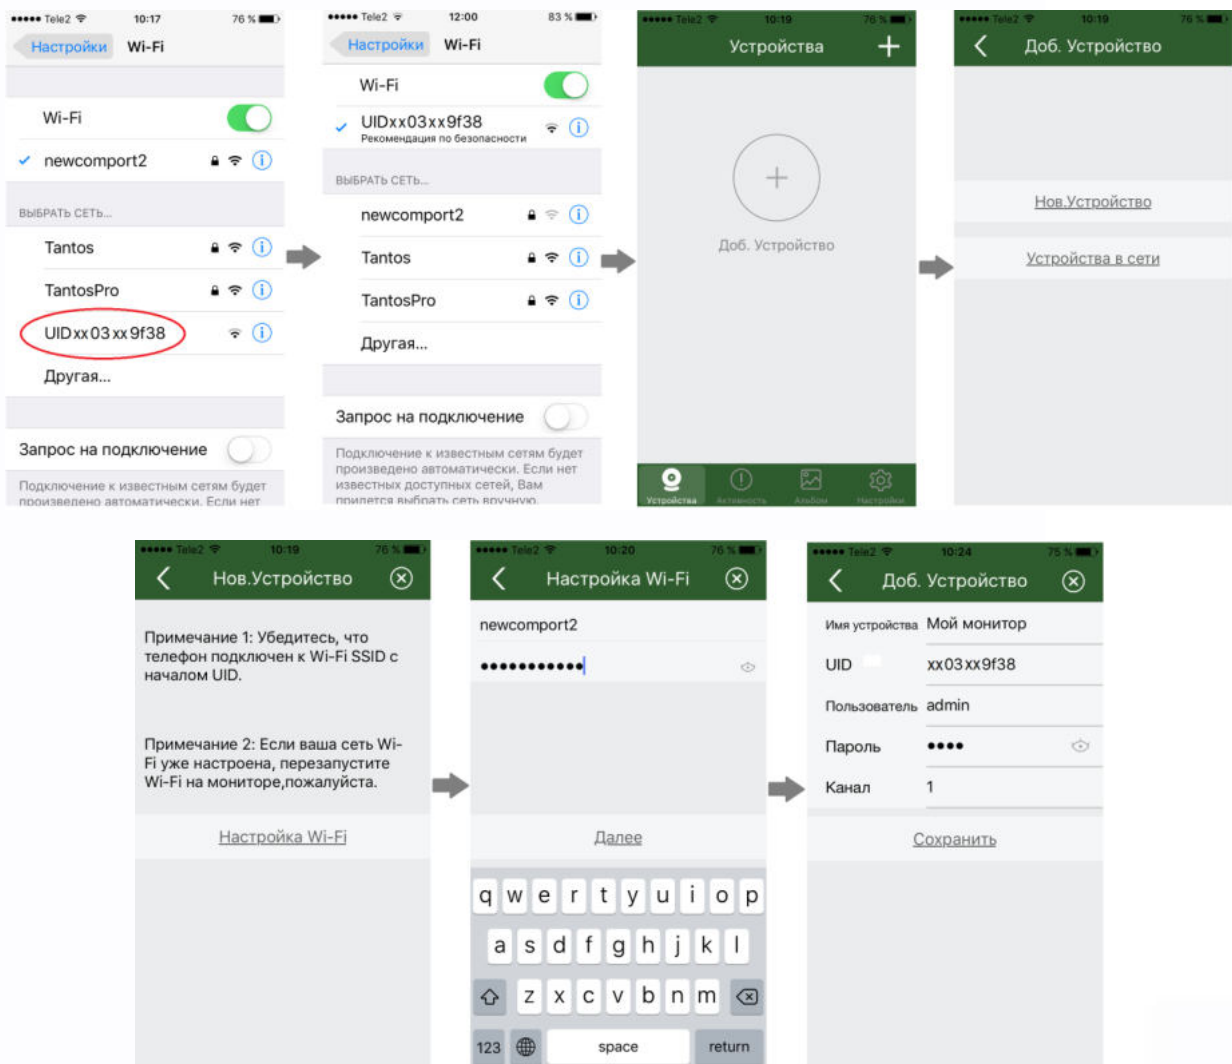 Tele2 10:17 76 %
Настройки Wi-Fi
Wi-Fi
newcomport2
ВЫБРАТЬ СЕТЬ...
Tantos
TantosPro
UIDxx03xx9f38
Другая...
Запрос на подключение
Подключение к известным сетям будет
произведено автоматически. Если нет
Tele2 12:00 83 %
Настройки Wi-Fi
Wi-Fi
UIDxx03xx9f38
Рекомендация по безопасности
ВЫБРАТЬ СЕТЬ...
newcomport2
Tantos
TantosPro
Другая...
Запрос на подключение
Подключение к известным сетям будет
произведено автоматически. Если нет
известных доступных сетей, Вам
придется выбрать сеть вручную.
Tele2 10:19 76 %
Устройства
Доб. Устройство
Устройства Активность Альбом Настройки
Tele2 10:19 76 %
Доб. Устройство
Нов.Устройство
Устройства в сети
Tele2 10:19 76 %
Нов.Устройство
Примечание 1: Убедитесь, что
телефон подключен к Wi-Fi SSID с
началом UID.
Примечание 2: Если ваша сеть Wi-
Fi уже настроена, перезапустите
Wi-Fi на мониторе,пожалуйста.
Настройка Wi-Fi
Tele2 10:20 76 %
Настройка Wi-Fi
newcomport2
Далее
q w e r t y u i o p
a s d f g h j k l
z x c v b n m
123 space return
Tele2 10:24 75 %
Доб. Устройство
Имя устройства Мой монитор
UID xx03xx9f38
Пользователь admin
Пароль
Канал 1
Сохранить